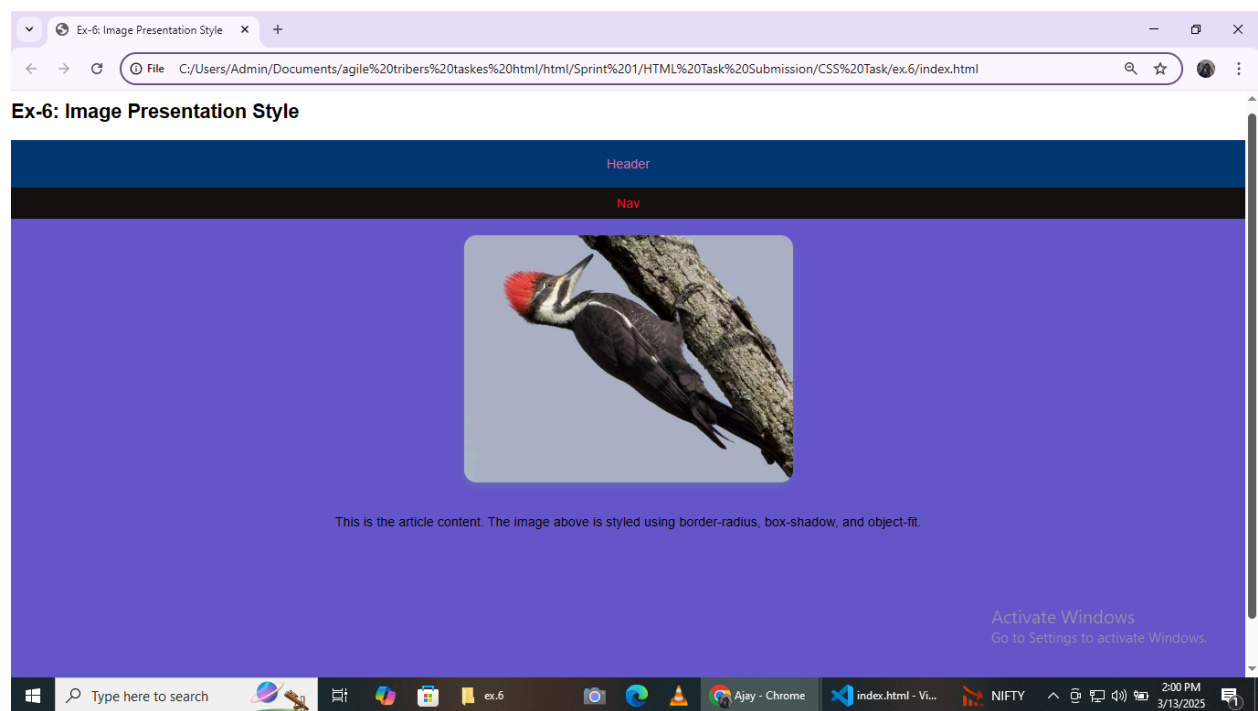 Ex-6: Image Presentation Style
File C:/Users/Admin/Documents/agile%20tribers%20taskes%20html/html/Sprint%201/HTML%20Task%20Submission/CSS%20Task/ex.6/index.html
Ex-6: Image Presentation Style
Header
Nav
This is the article content. The image above is styled using border-radius, box-shadow, and object-fit.
Activate Windows
Go to Settings to activate Windows.
Type here to search ex.6 Ajay - Chrome index.html - Vi... NIFTY 2:00 PM
3/13/2025 1